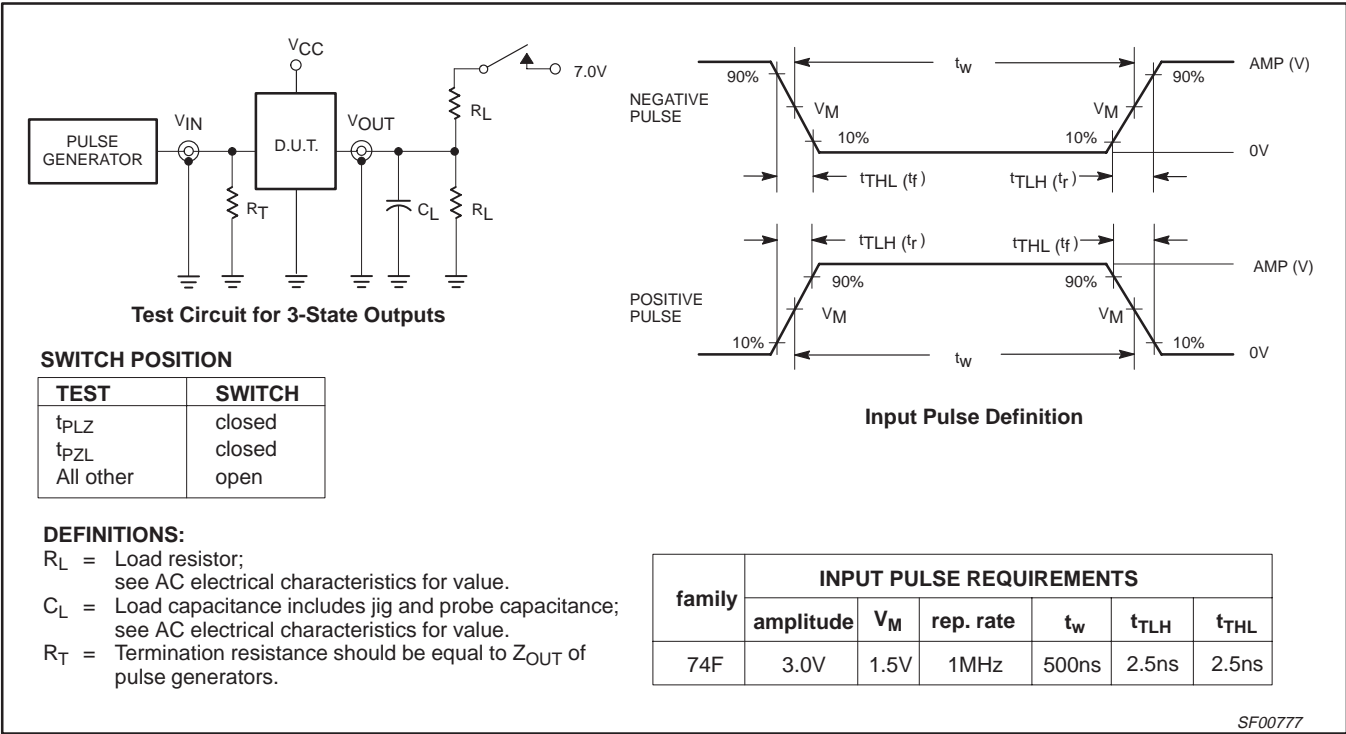 VCC
7.0V
RL
PULSE
GENERATOR
VIN
D.U.T.
VOUT
RT
CL
RL
Test Circuit for 3-State Outputs
SWITCH POSITION
TEST SWITCH
tPLZ closed
tPZL closed
All other open
DEFINITIONS:
RL = Load resistor;
see AC electrical characteristics for value.
CL = Load capacitance includes jig and probe capacitance;
see AC electrical characteristics for value.
RT = Termination resistance should be equal to ZOUT of
pulse generators.
NEGATIVE
PULSE
90%
tw
90%
AMP (V)
VM
VM
10%
10%
0V
tTHL (tf)
tTLH (tr)
tTLH (tr)
tTHL (tf)
AMP (V)
POSITIVE
PULSE
90%
90%
VM
VM
10%
tw
10%
0V
Input Pulse Definition
family
INPUT PULSE REQUIREMENTS
amplitude VM rep. rate tw tTLH tTHL
74F 3.0V 1.5V 1MHz 500ns 2.5ns 2.5ns
SF00777